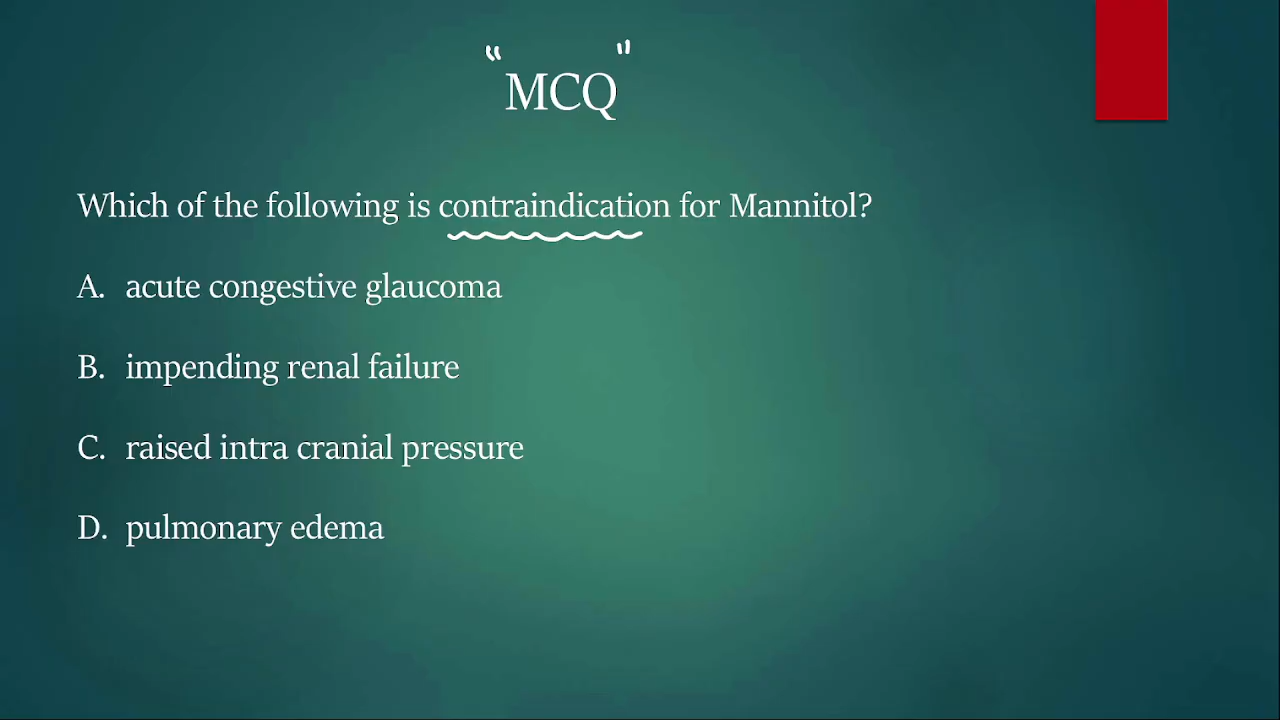 "MCQ"
Which of the following is contraindication for Mannitol?
A. acute congestive glaucoma
B. impending renal failure
C. raised intra cranial pressure
D. pulmonary edema